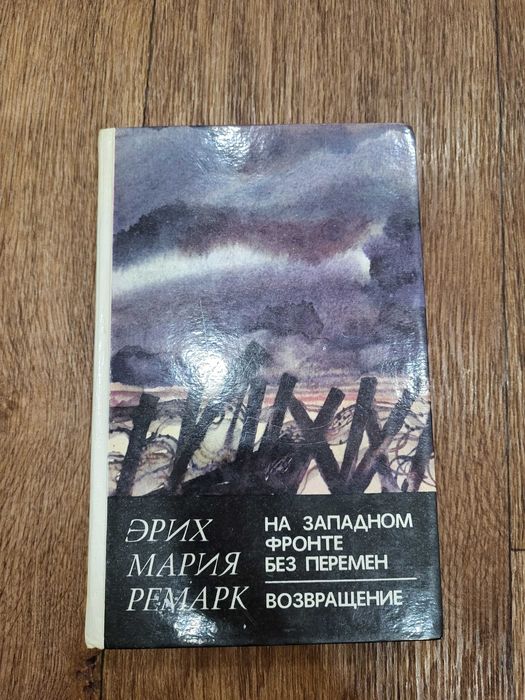 ЭРИХ
МАРИЯ
РЕМАРК
НА ЗАПАДНОМ
ФРОНТЕ
БЕЗ ПЕРЕМЕН
ВОЗВРАЩЕНИЕ